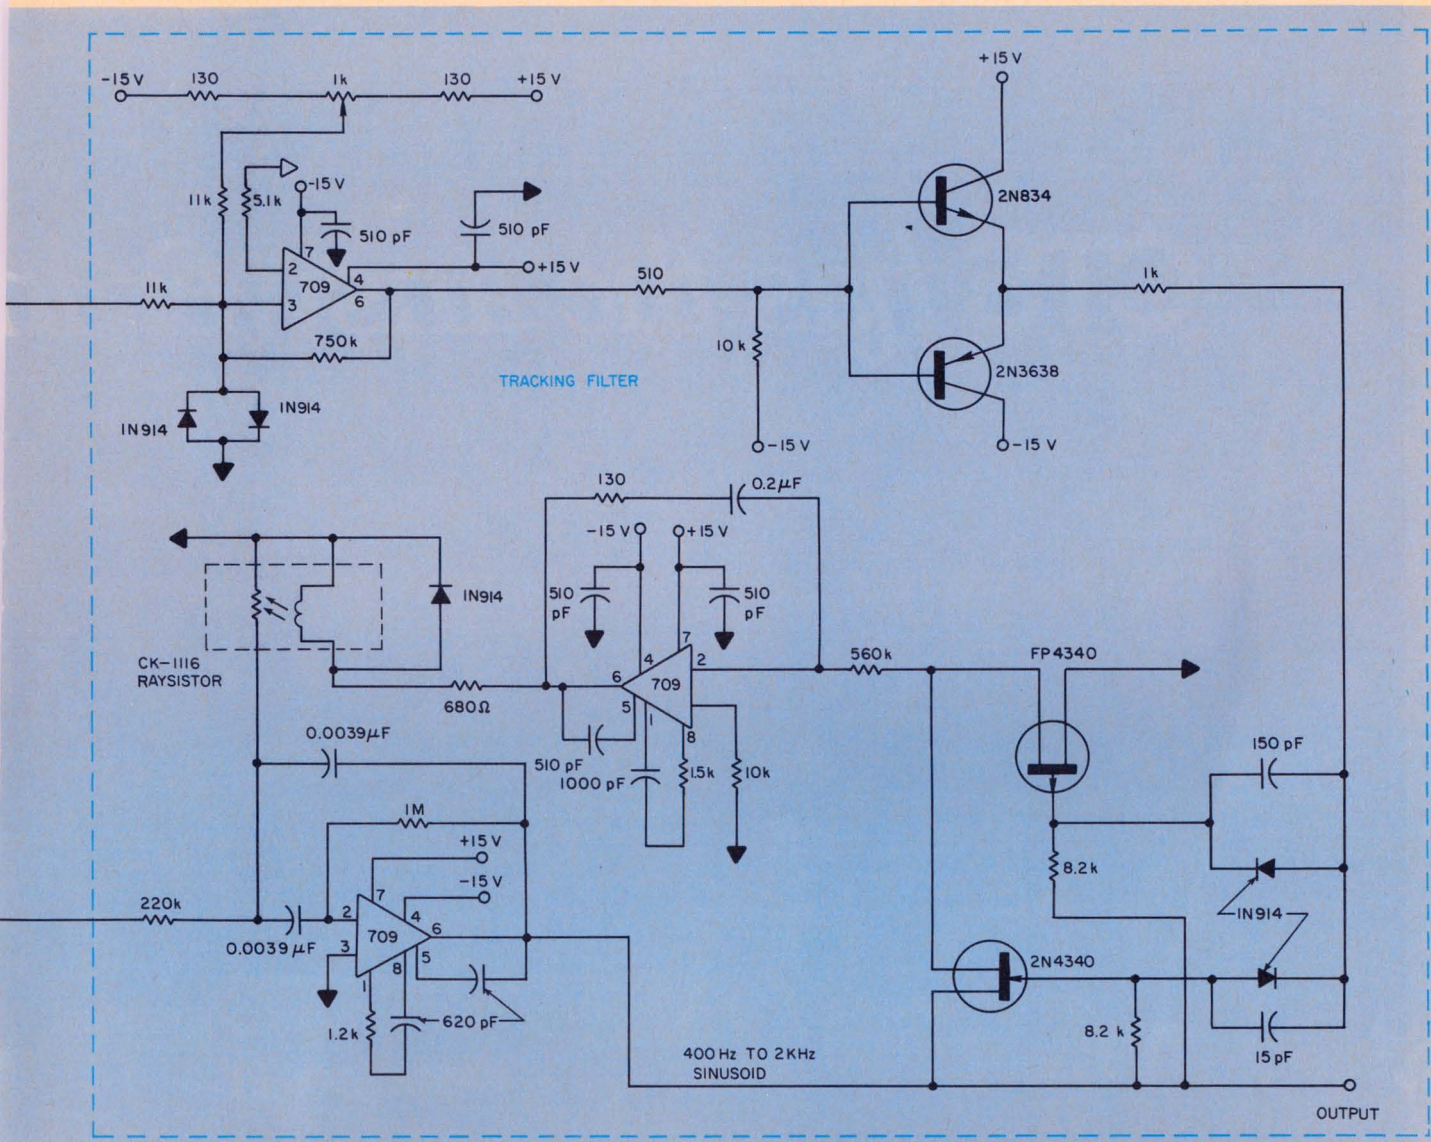 -15 V 130 1k 130 +15 V
+15 V
11k 5.1k -15 V
7 510 pF 510 pF
2N834
2 4 +15 V
11k 709 510 1k
3 6
750k 10 k
TRACKING FILTER
2N3638
1N914 1N914
-15 V -15 V
130 0.2μF
-15 V +15 V
510 pF 510 pF
1N914
7
4 2 560k FP4340
CK-1116
RAYSISTOR
6 709
680Ω 5 1
8
0.0039μF 150 pF
510 pF
1000 pF 1.5k 10k
1M
+15 V
8.2k
-15 V
220k 7 1N914
2 4
0.0039μF 709 6
3 5 2N4340
8
1
620 pF
1.2k 8.2 k
15 pF
400Hz TO 2KHz
SINUSOID
OUTPUT